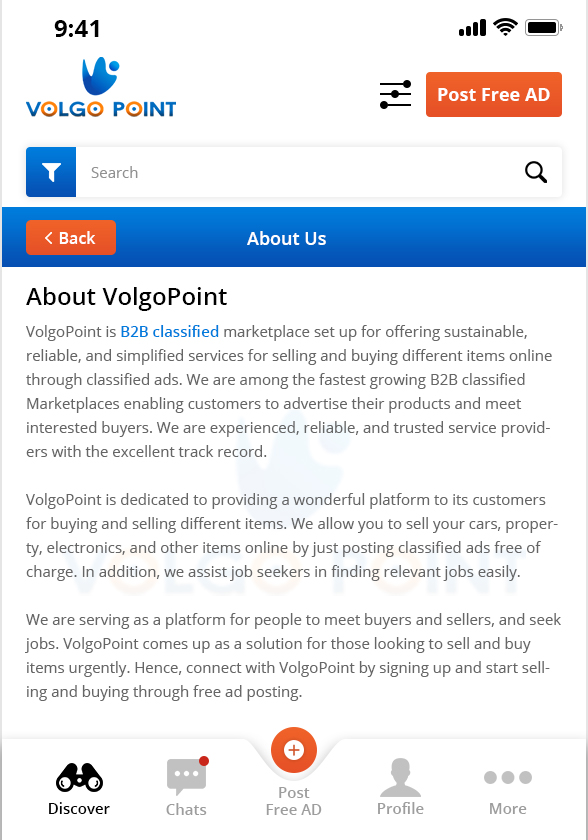 9:41
VOLGO POINT
Post Free AD
Search
Back
About Us
About VolgoPoint
VolgoPoint is B2B classified marketplace set up for offering sustainable,
reliable, and simplified services for selling and buying different items online
through classified ads. We are among the fastest growing B2B classified
Marketplaces enabling customers to advertise their products and meet
interested buyers. We are experienced, reliable, and trusted service provid-
ers with the excellent track record.
VolgoPoint is dedicated to providing a wonderful platform to its customers
for buying and selling different items. We allow you to sell your cars, proper-
ty, electronics, and other items online by just posting classified ads free of
charge. In addition, we assist job seekers in finding relevant jobs easily.
VOLGO POINT
We are serving as a platform for people to meet buyers and sellers, and seek
jobs. VolgoPoint comes up as a solution for those looking to sell and buy
items urgently. Hence, connect with VolgoPoint by signing up and start sell-
ing and buying through free ad posting.
Discover
Chats
Post
Free AD
Profile
More